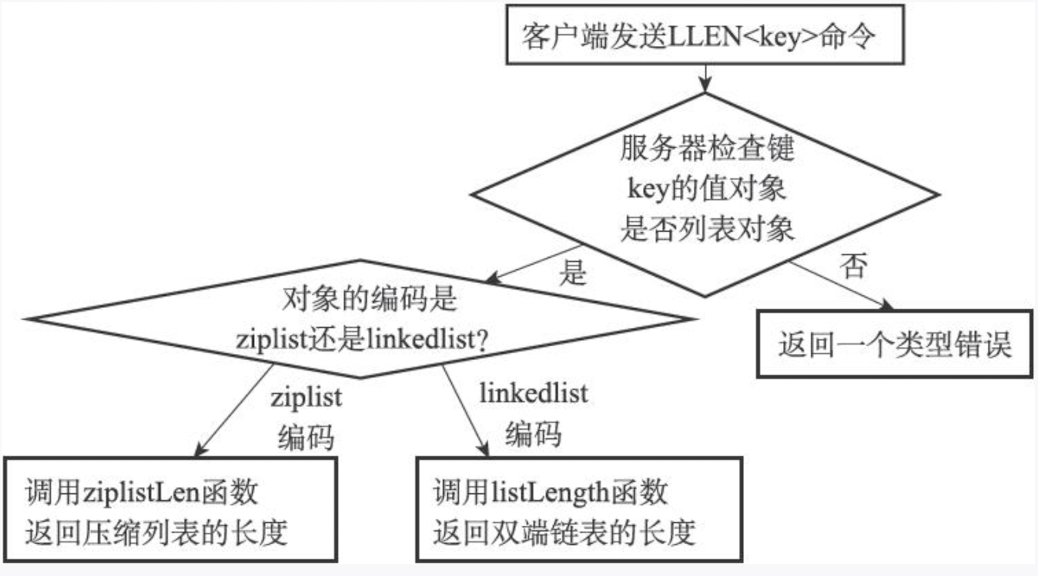 客户端发送LLEN<key>命令
服务器检查键
key的值对象
是否列表对象
是
否
对象的编码是
ziplist还是linkedlist？
返回一个类型错误
ziplist
编码
linkedlist
编码
调用ziplistLen函数
返回压缩列表的长度
调用listLength函数
返回双端链表的长度